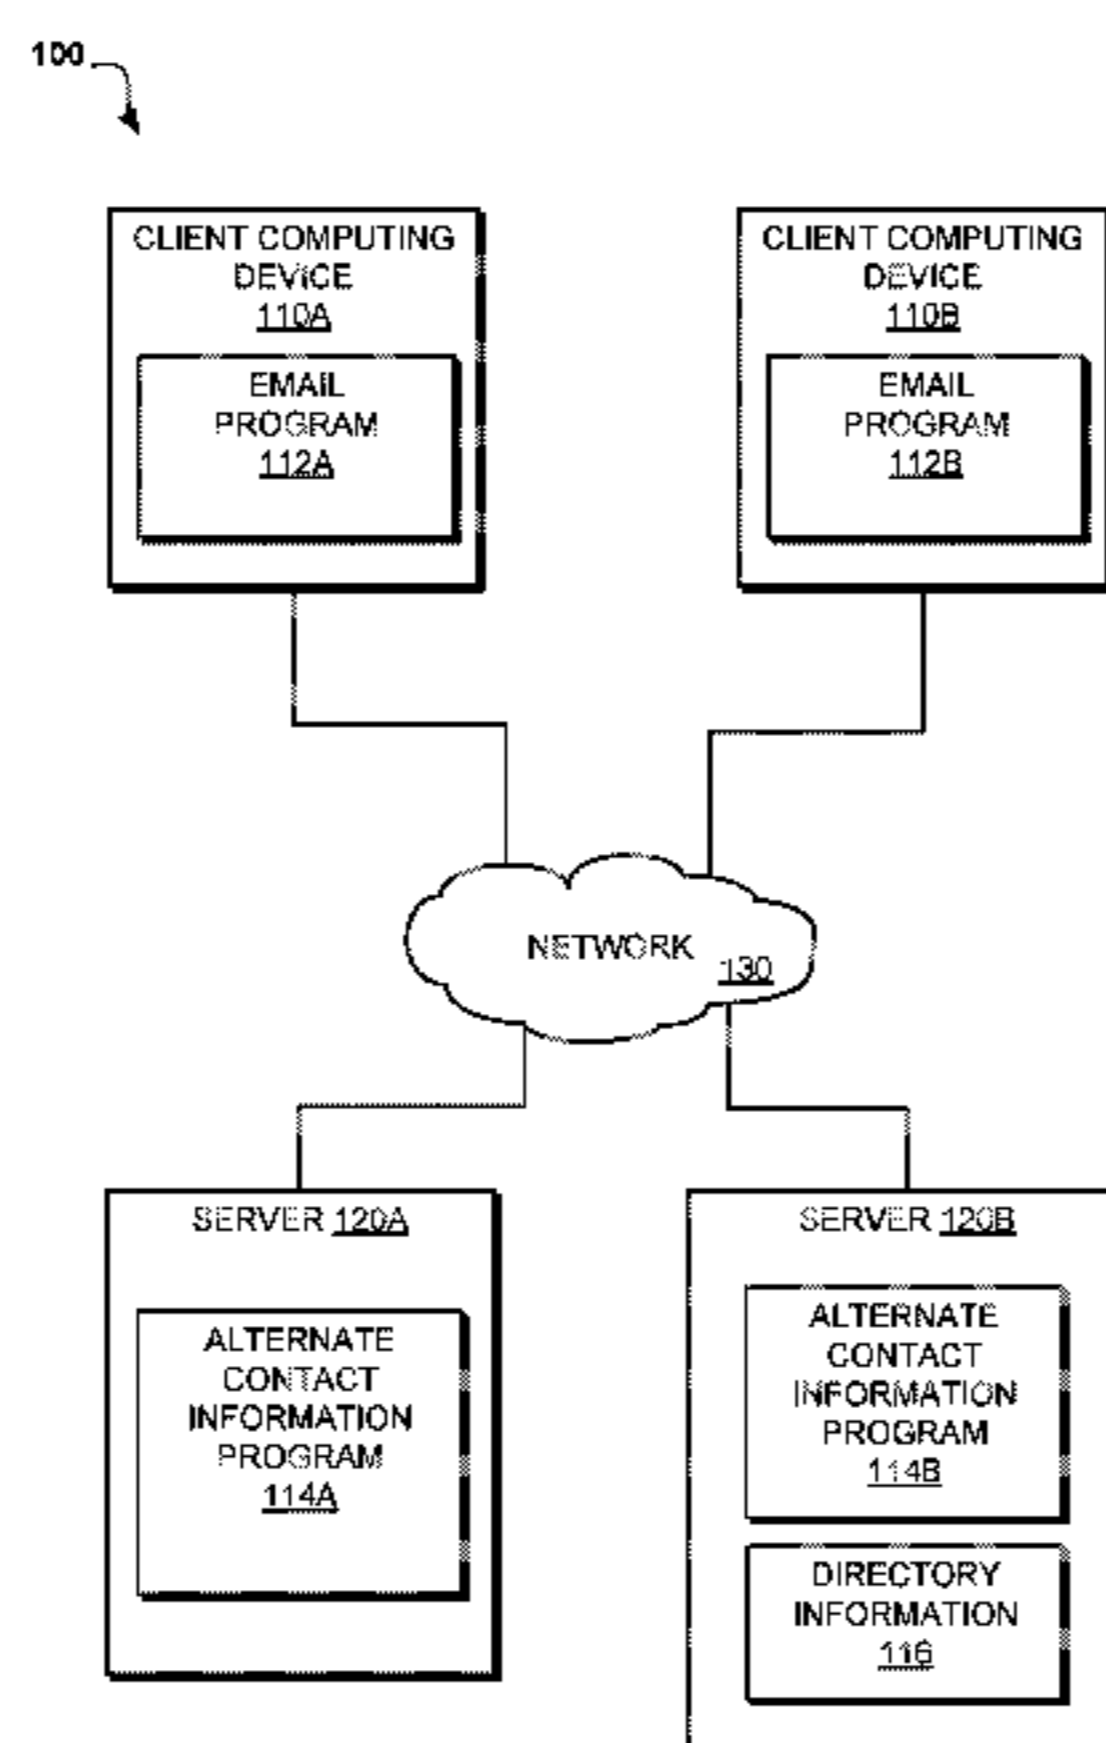 100
CLIENT COMPUTING
DEVICE
110A
EMAIL
PROGRAM
112A
CLIENT COMPUTING
DEVICE
110B
EMAIL
PROGRAM
112B
NETWORK 130
SERVER 120A
ALTERNATE
CONTACT
INFORMATION
PROGRAM
114A
SERVER 120B
ALTERNATE
CONTACT
INFORMATION
PROGRAM
114B
DIRECTORY
INFORMATION
116